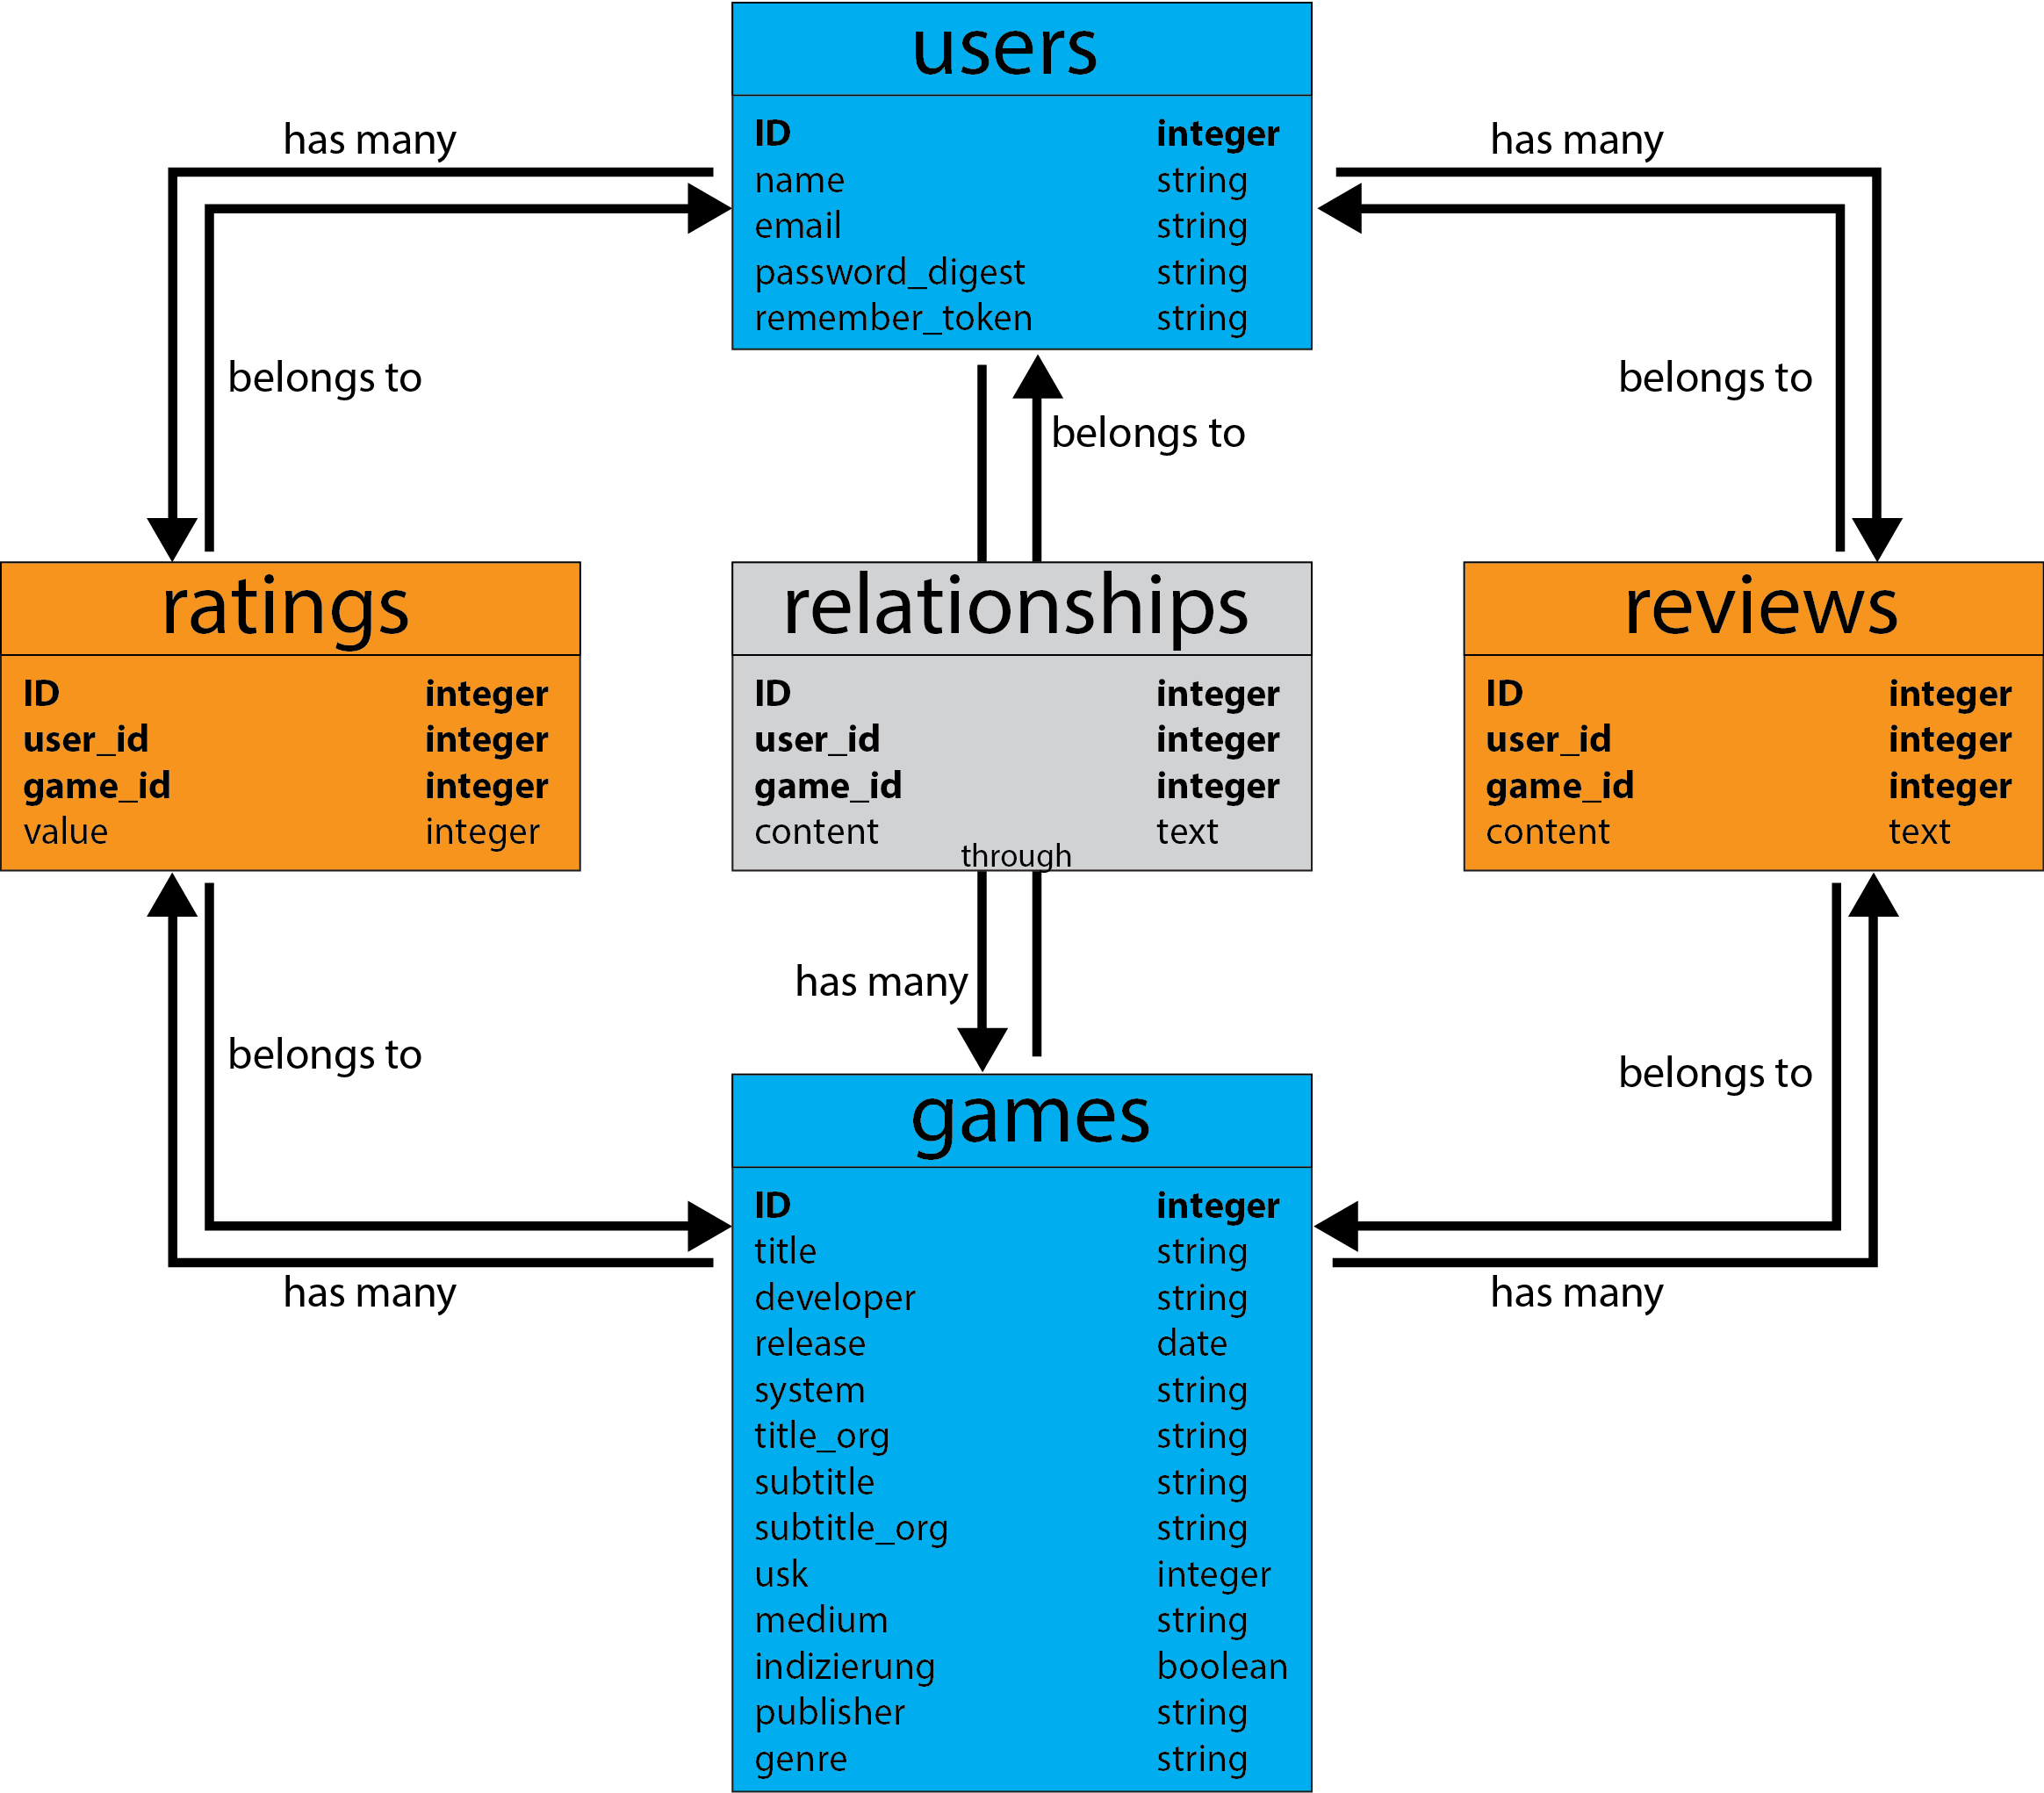 users
ID integer
name string
email string
password_digest string
remember_token string
has many
has many
belongs to
belongs to
belongs to
ratings
ID integer
user_id integer
game_id integer
value integer
relationships
ID integer
user_id integer
game_id integer
content text
through
reviews
ID integer
user_id integer
game_id integer
content text
has many
belongs to
belongs to
has many
has many
games
ID integer
title string
developer string
release date
system string
title_org string
subtitle string
subtitle_org string
usk integer
medium string
indizierung boolean
publisher string
genre string